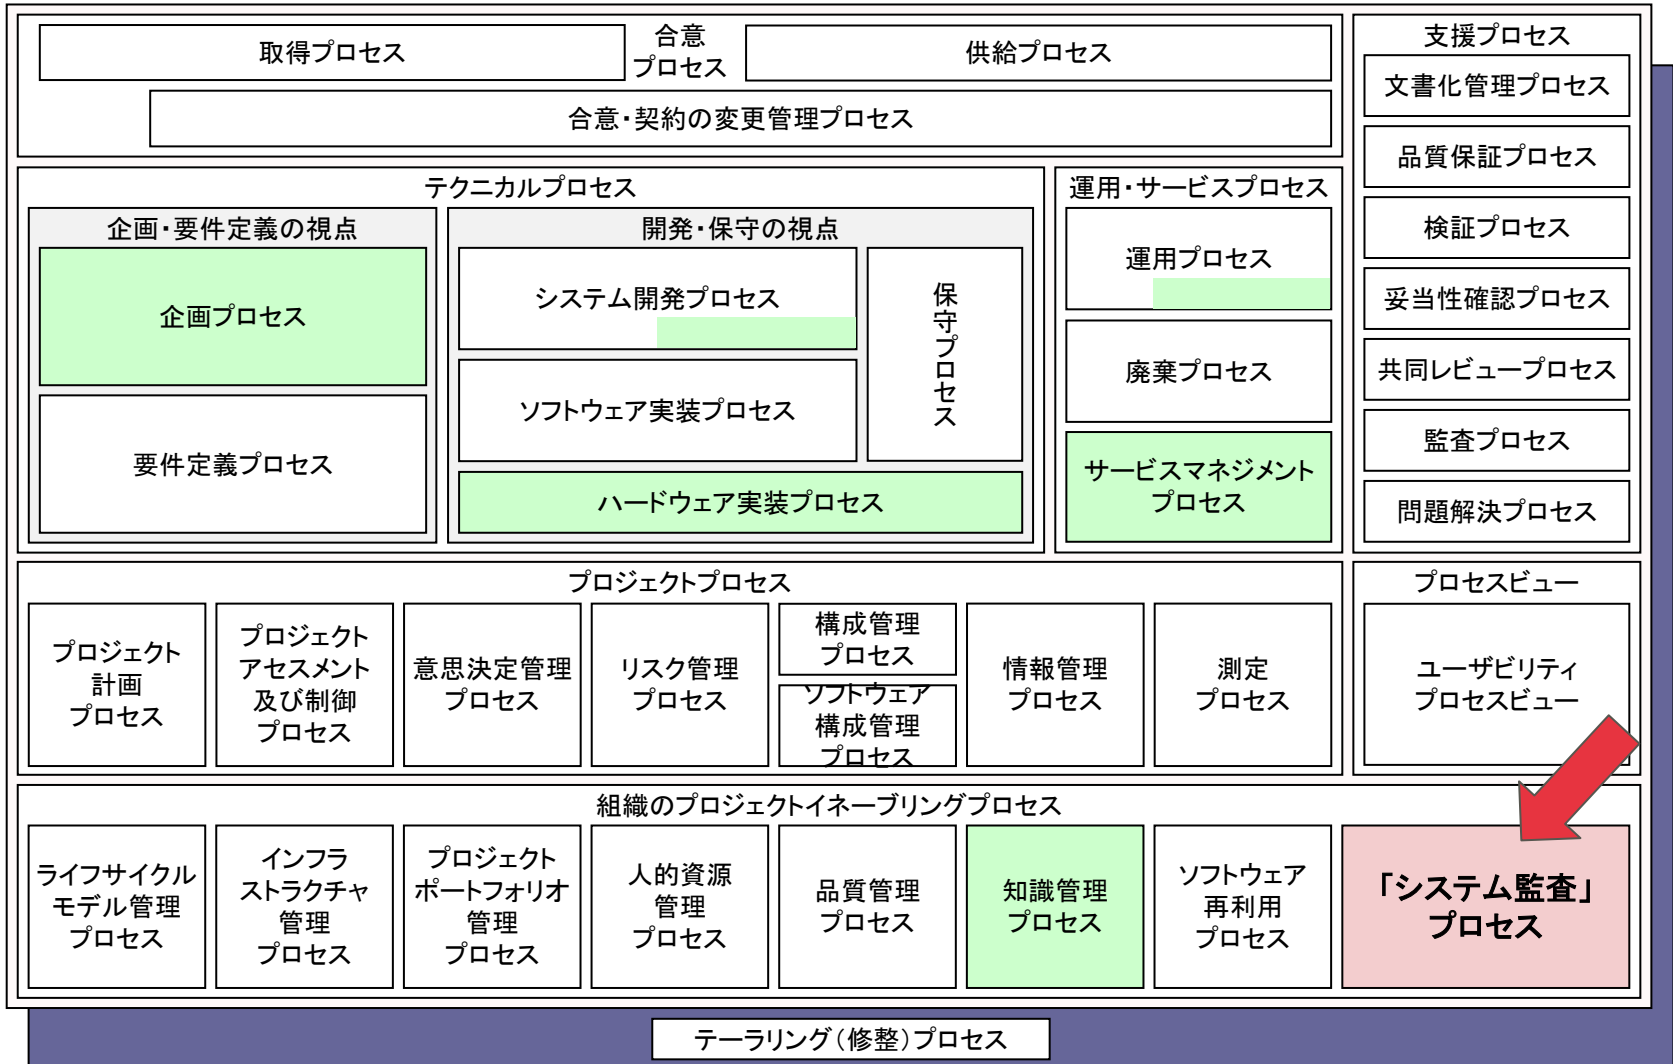 取得プロセス
合意
プロセス
供給プロセス
合意・契約の変更管理プロセス
支援プロセス
文書化管理プロセス
品質保証プロセス
検証プロセス
妥当性確認プロセス
共同レビュープロセス
監査プロセス
問題解決プロセス
テクニカルプロセス
企画・要件定義の視点
企画プロセス
要件定義プロセス
開発・保守の視点
システム開発プロセス
ソフトウェア実装プロセス
保守プロセス
ハードウェア実装プロセス
運用・サービスプロセス
運用プロセス
廃棄プロセス
サービスマネジメント
プロセス
プロジェクトプロセス
プロジェクト
計画
プロセス
プロジェクト
アセスメント
及び制御
プロセス
意思決定管理
プロセス
リスク管理
プロセス
構成管理
プロセス
ソフトウェア
構成管理
プロセス
情報管理
プロセス
測定
プロセス
プロセスビュー
ユーザビリティ
プロセスビュー
組織のプロジェクトイネーブリングプロセス
ライフサイクル
モデル管理
プロセス
インフラ
ストラクチャ
管理
プロセス
プロジェクト
ポートフォリオ
管理
プロセス
人的資源
管理
プロセス
品質管理
プロセス
知識管理
プロセス
ソフトウェア
再利用
プロセス
「システム監査」
プロセス
テーラリング（修整）プロセス